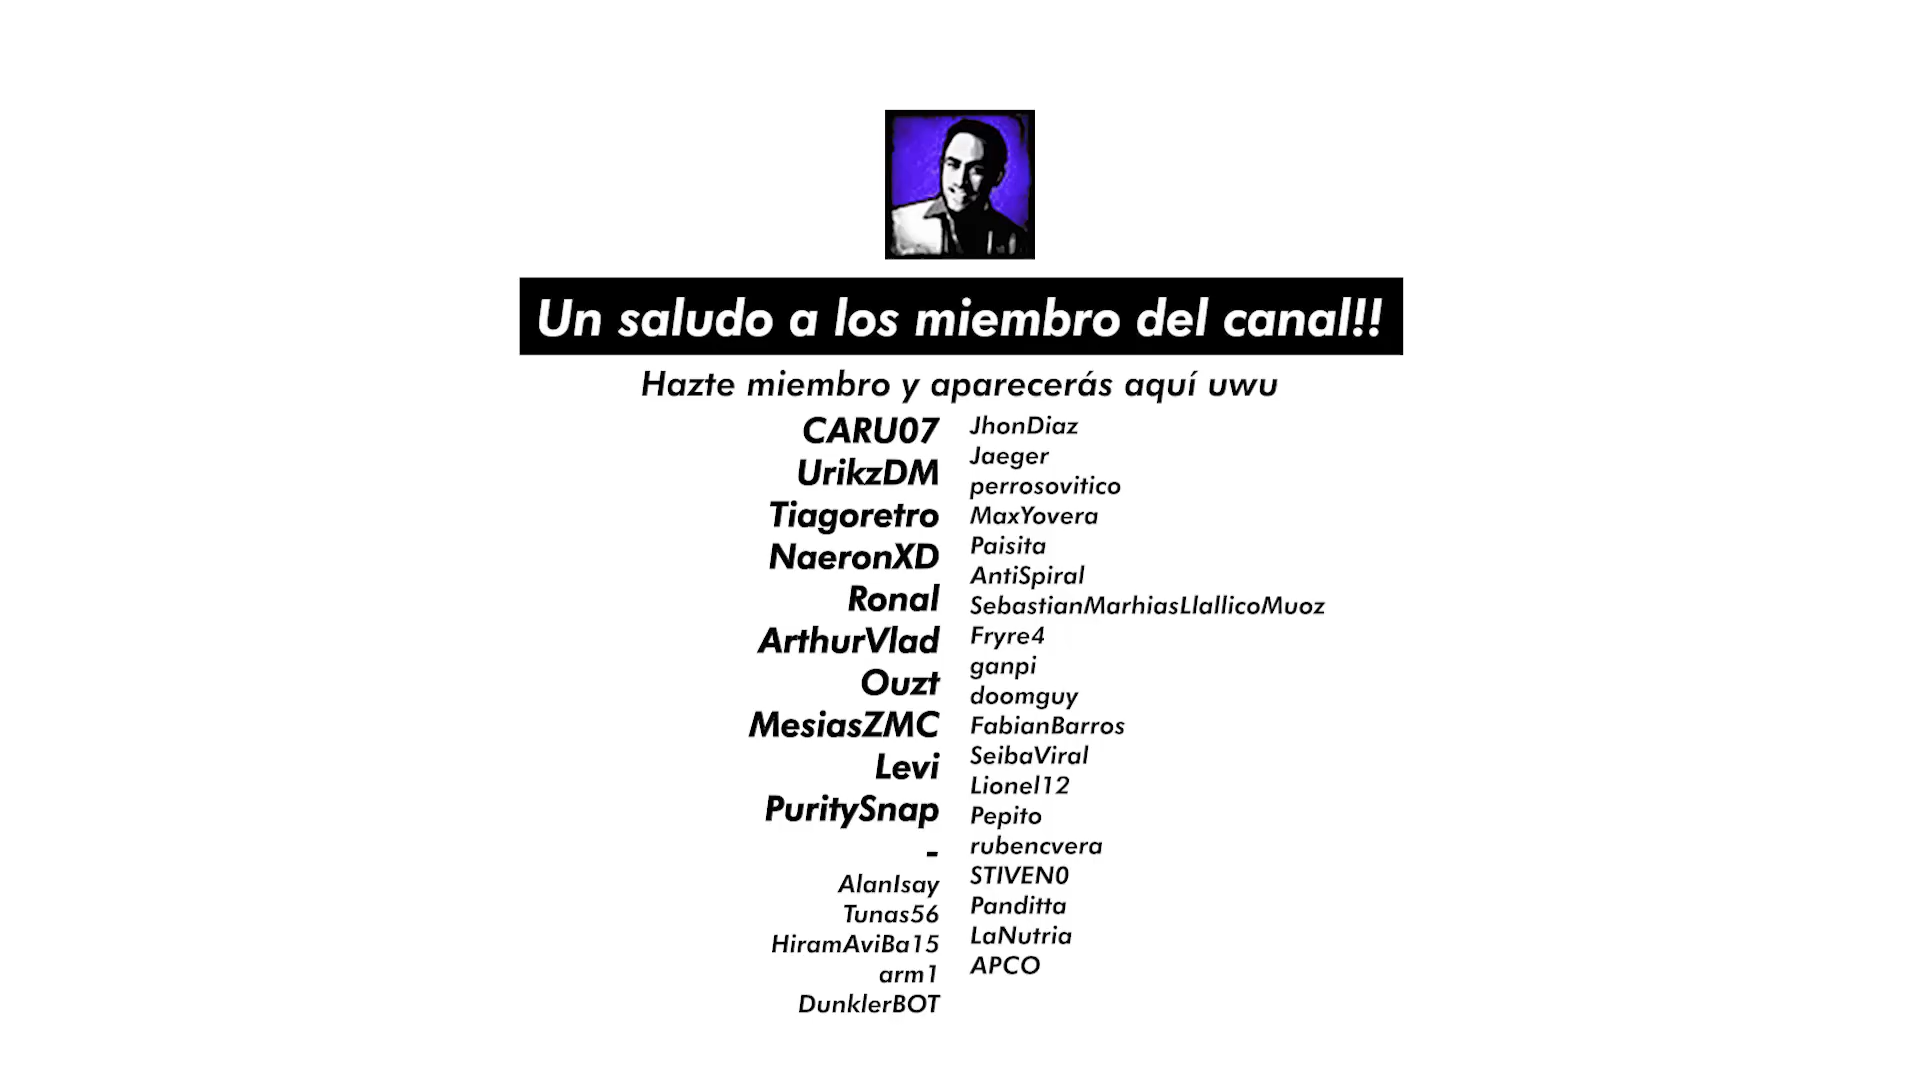 Un saludo a los miembro del canal!!
Hazte miembro y aparecerás aquí uwu
CARU07
UrikzDM
Tiagoretro
NaeronXD
Ronal
ArthurVlad
Ouzt
MesiasZMC
Levi
PuritySnap
-
AlanIsay
Tunas56
HiramAviBa15
arm1
DunklerBOT
JhonDiaz
Jaeger
perrosovitico
MaxYovera
Paisita
AntiSpiral
SebastianMarhiasLlallicoMuoz
Fryre4
ganpi
doomguy
FabianBarros
SeibaViral
Lionel12
Pepito
rubencvera
STIVEN0
Panditta
LaNutria
APCO